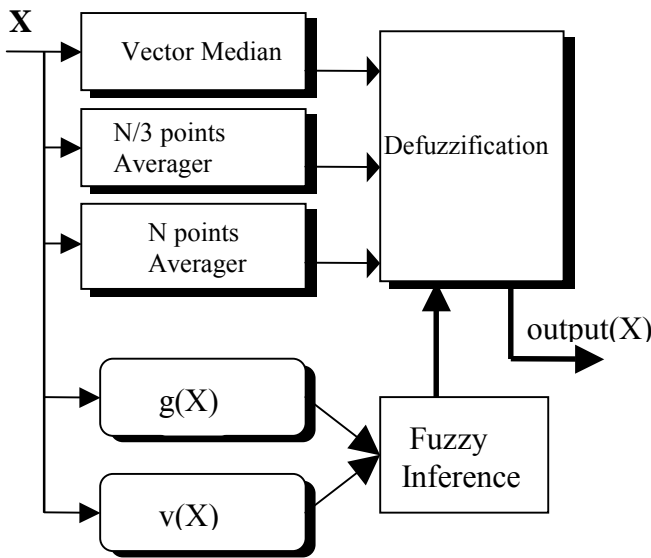 X
Vector Median
N/3 points
Averager
Defuzzification
N points
Averager
output(X)
g(X)
Fuzzy
Inference
v(X)